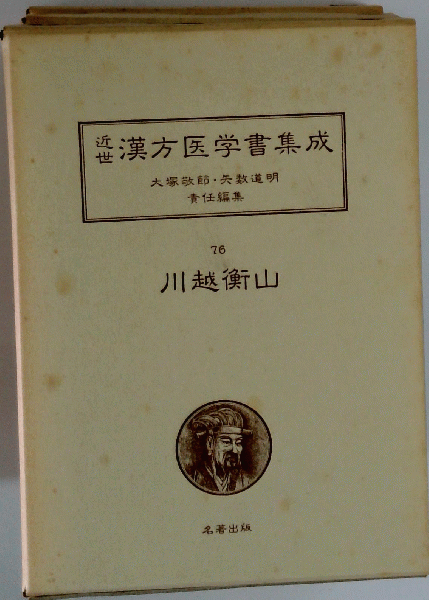 近世漢方医学書集成
大塚敬節・矢数道明
責任編集
76
川越衡山
名著出版